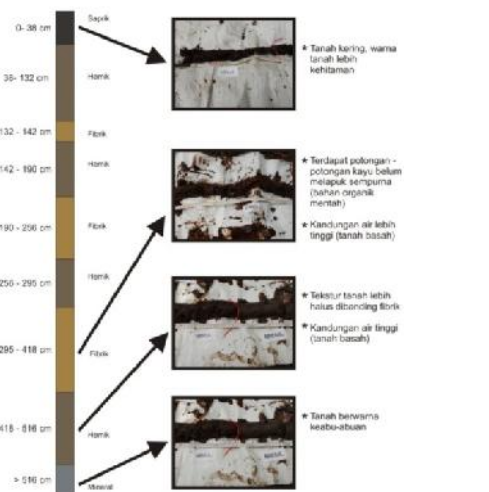 0- 38 cm
Saprik
38- 132 cm
Hemik
132 - 142 cm
Fibrik
142 - 190 cm
Hemik
190 - 256 cm
Fibrik
256 - 295 cm
Hemik
295 - 418 cm
Fibrik
418 - 516 cm
Hemik
> 516 cm
Mineral
* Tanah kering, warna
tanah lebih
kehitaman
* Terdapat potongan -
potongan kayu belum
melapuk sempurna
(bahan organik
mentah)
* Kandungan air lebih
tinggi (tanah basah)
* Tekstur tanah lebih
halus dibanding fibrik
* Kandungan air tinggi
(tanah basah)
* Tanah berwarna
keabu-abuan